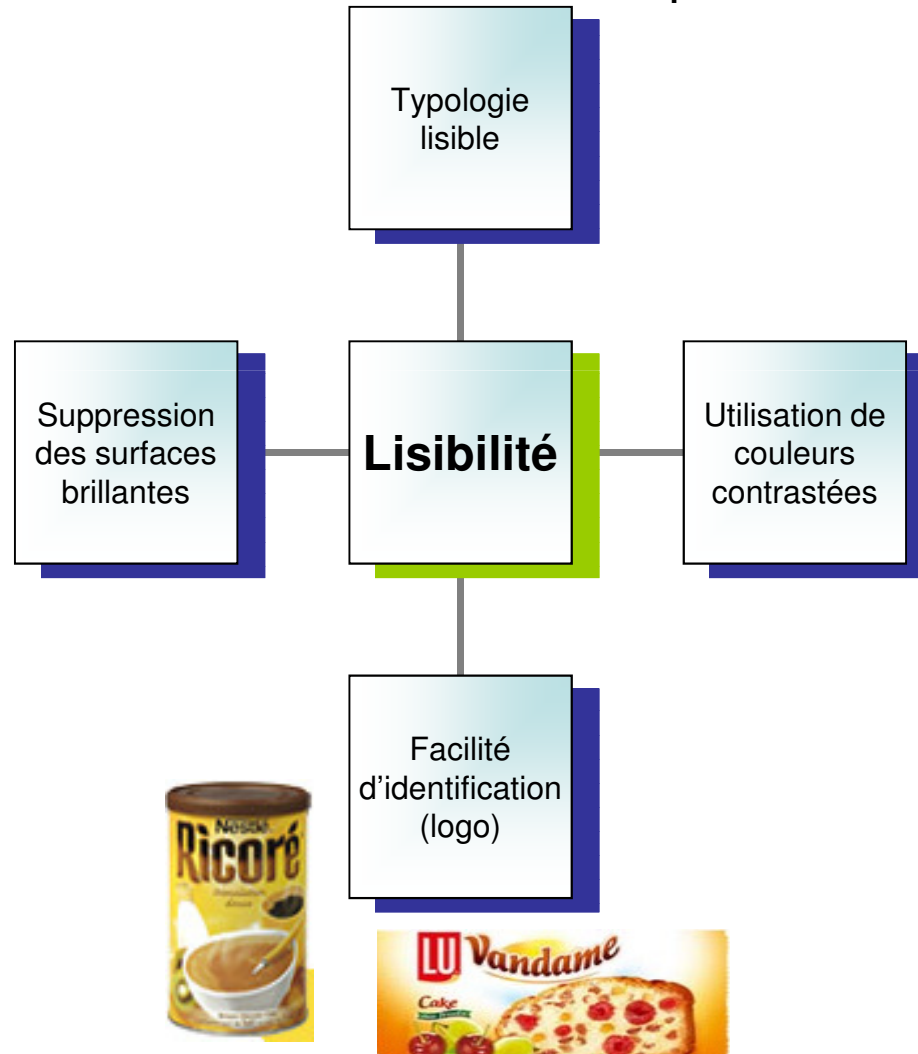 Typologie
lisible
Suppression
des surfaces
brillantes
Lisibilité
Utilisation de
couleurs
contrastées
Facilité
d'identification
(logo)
Nestlé
Ricoré
LU Vandame
Cake